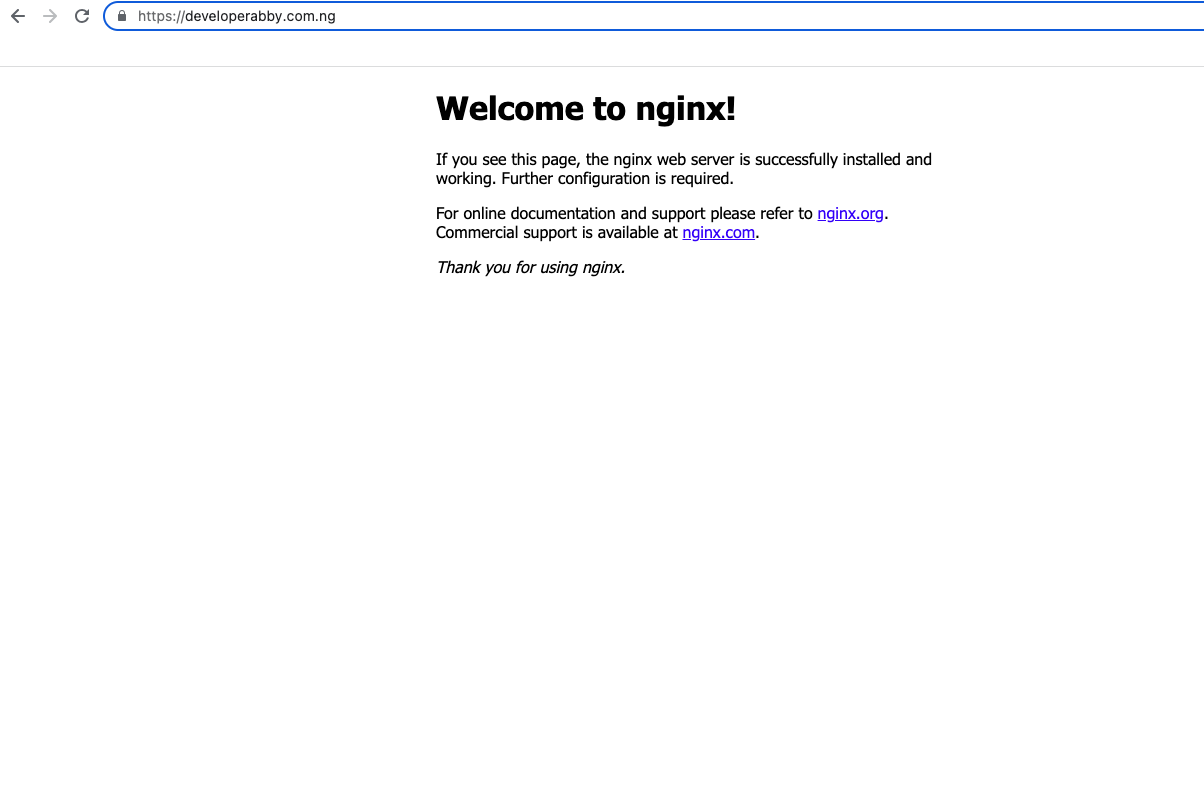 https://developerabby.com.ng
Welcome to nginx!
If you see this page, the nginx web server is successfully installed and
working. Further configuration is required.
For online documentation and support please refer to nginx.org.
Commercial support is available at nginx.com.
Thank you for using nginx.